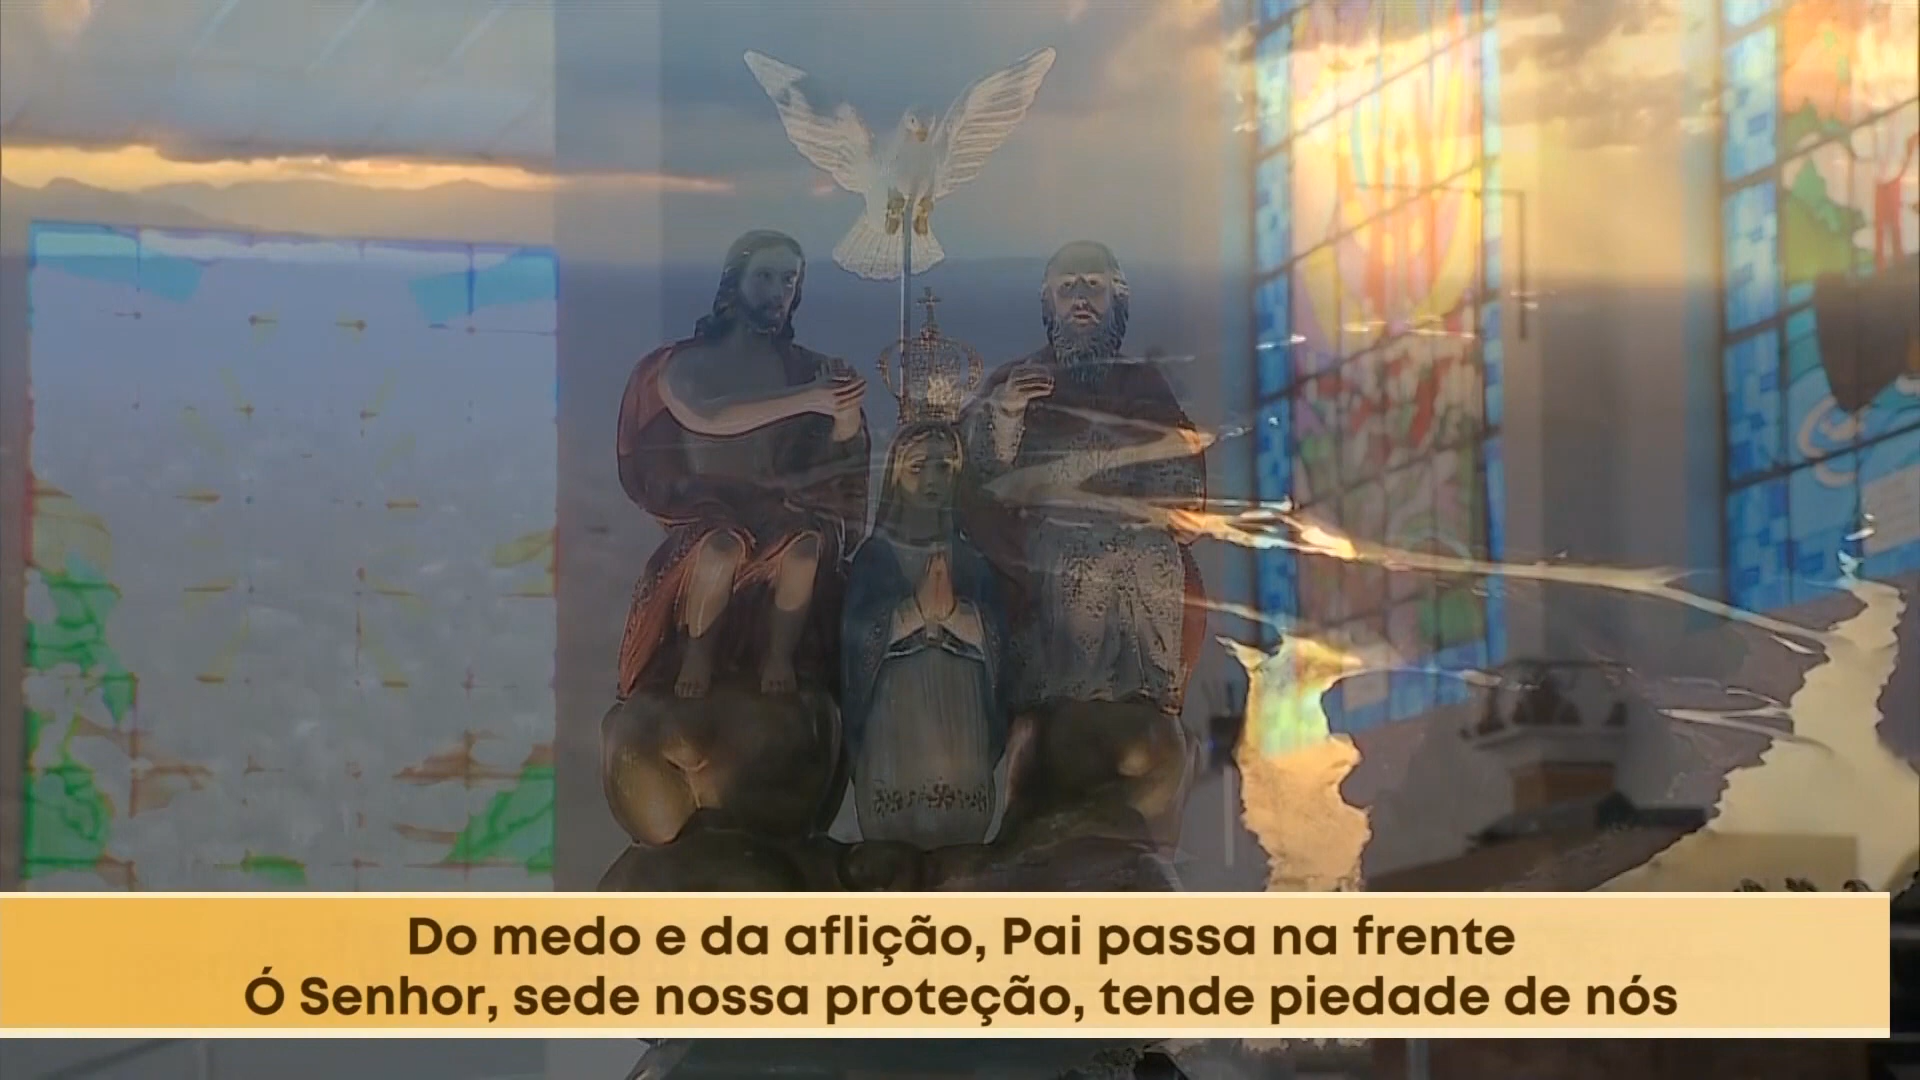 Do medo e da aflição, Pai passa na frente
Ó Senhor, sede nossa proteção, tende piedade de nós